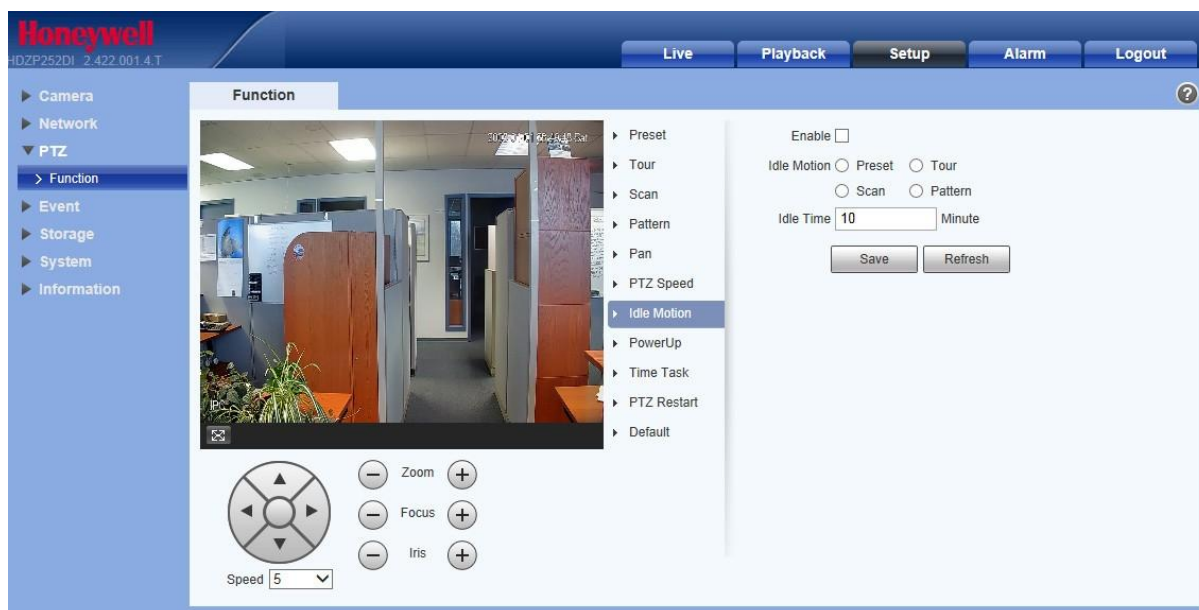 Honeywell
HDZP252DI 2.422.001.4.T
Live Playback Setup Alarm Logout
Camera
Network
PTZ
Function
Event
Storage
System
Information
Function
?
IPC
Preset
Tour
Scan
Pattern
Pan
PTZ Speed
Idle Motion
PowerUp
Time Task
PTZ Restart
Default
Enable
Idle Motion Preset Tour
Scan Pattern
Idle Time 10 Minute
Save Refresh
Zoom
Focus
Iris
Speed 5